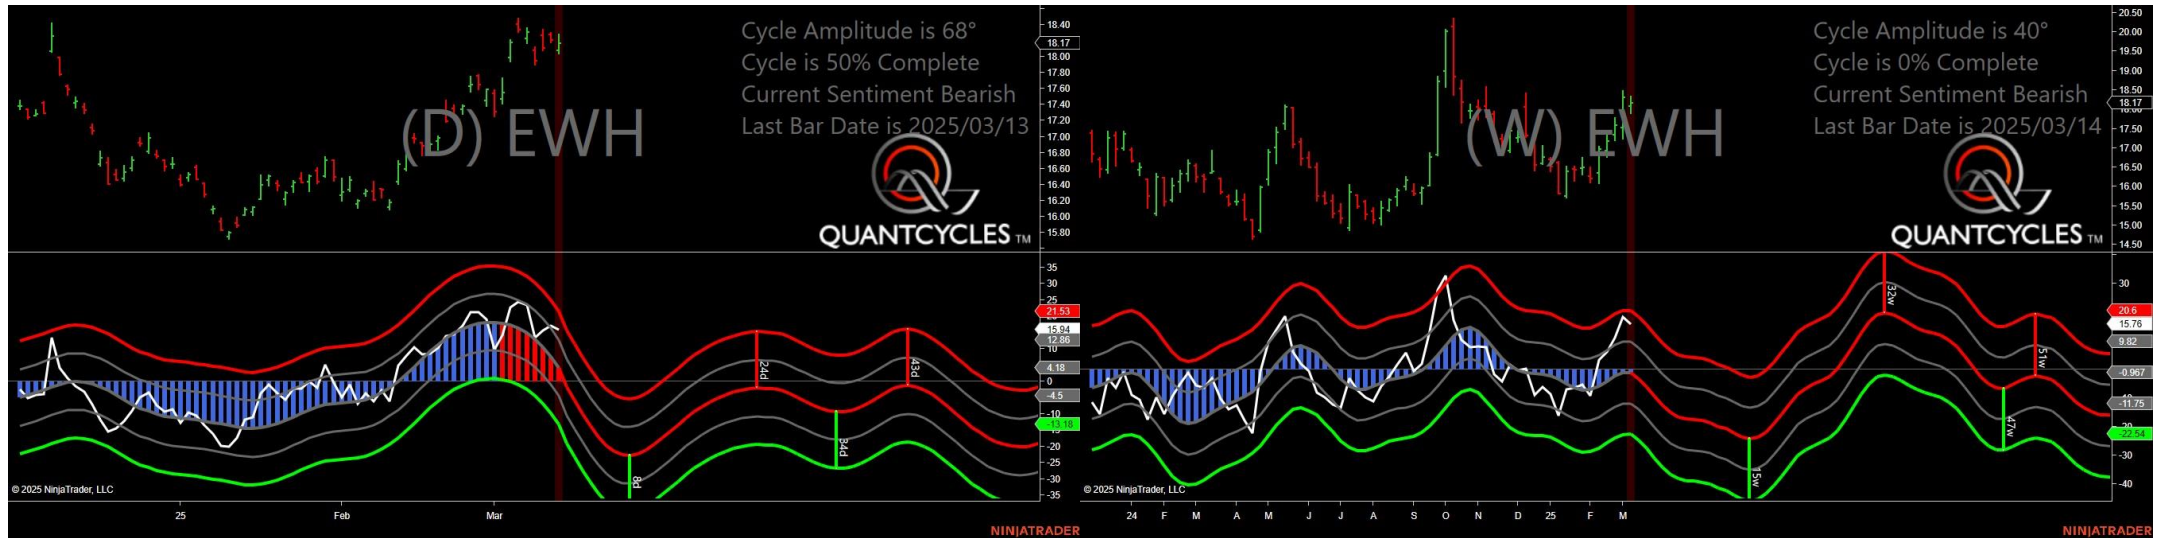 Cycle Amplitude is 68°
Cycle is 50% Complete
Current Sentiment Bearish
Last Bar Date is 2025/03/13
(D) EWH
QUANTCYCLES TM
18.40
18.17
18.00
17.80
17.60
17.40
17.20
17.00
16.80
16.60
16.40
16.20
16.00
15.80
35
30
25
21.53
15.94
12.86
10
4.18
0
-4.5
-10
-13.18
-20
-25
-30
-35
8d
24d
34d
43d
© 2025 NinjaTrader, LLC
25 Feb Mar
NINJATRADER
Cycle Amplitude is 40°
Cycle is 0% Complete
Current Sentiment Bearish
Last Bar Date is 2025/03/14
(W) EWH
QUANTCYCLES TM
20.50
20.00
19.50
19.00
18.50
18.17
17.50
17.00
16.50
16.00
15.50
15.00
14.50
30
20.6
15.76
9.82
-0.967
-11.75
-22.54
-30
-40
15w
32w
47w
51w
© 2025 NinjaTrader, LLC
24 F M A M J J A S O N D 25 F M
NINJATRADER